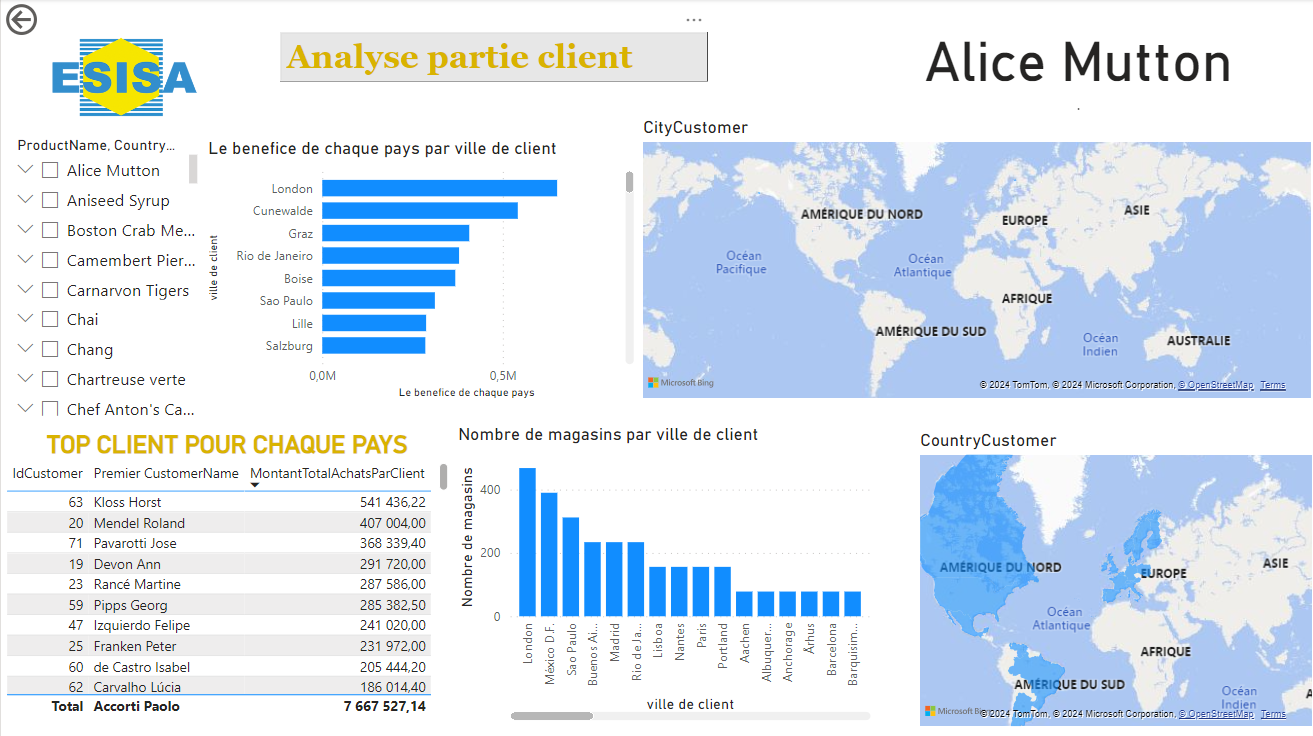 ESISA
Analyse partie client
Alice Mutton
ProductName, Country...
Alice Mutton
Aniseed Syrup
Boston Crab Me...
Camembert Pier...
Carnarvon Tigers
Chai
Chang
Chartreuse verte
Chef Anton's Ca...
Le benefice de chaque pays par ville de client
ville de client
London
Cunewalde
Graz
Rio de Janeiro
Boise
Sao Paulo
Lille
Salzburg
0,0M 0,5M
Le benefice de chaque pays
CityCustomer
AMÉRIQUE DU NORD
EUROPE
ASIE
Océan
Pacifique
Océan
Atlantique
AFRIQUE
AMÉRIQUE DU SUD
Océan
Indien
AUSTRALIE
Microsoft Bing
© 2024 TomTom, © 2024 Microsoft Corporation, © OpenStreetMap Terms
TOP CLIENT POUR CHAQUE PAYS
IdCustomer Premier CustomerName MontantTotalAchatsParClient
63 Kloss Horst 541 436,22
20 Mendel Roland 407 004,00
71 Pavarotti Jose 368 339,40
19 Devon Ann 291 720,00
23 Rancé Martine 287 586,00
59 Pipps Georg 285 382,50
47 Izquierdo Felipe 241 020,00
25 Franken Peter 231 972,00
60 de Castro Isabel 205 444,20
62 Carvalho Lúcia 186 014,40
Total Accorti Paolo 7 667 527,14
Nombre de magasins par ville de client
Nombre de magasins
400
200
0
London
México D.F.
Sao Paulo
Buenos Ai...
Madrid
Rio de Ja...
Lisboa
Nantes
Paris
Portland
Aachen
Albuquer...
Anchorage
Århus
Barcelona
Barquisim...
ville de client
CountryCustomer
AMÉRIQUE DU NORD
EUROPE
ASIE
Océan
Atlantique
AFRIQUE
AMÉRIQUE DU SUD
Océan
Indien
Microsoft Bi
© 2024 TomTom, © 2024 Microsoft Corporation, © OpenStreetMap Terms